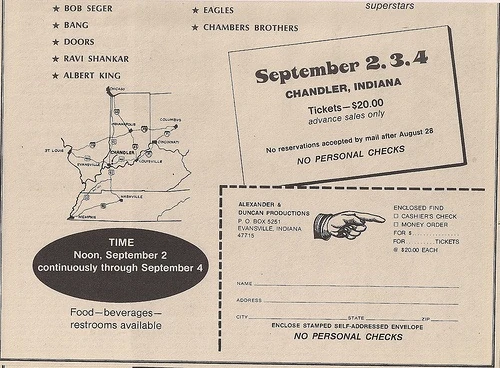 ★ BOB SEGER
★ BANG
★ DOORS
★ RAVI SHANKAR
★ ALBERT KING
★ EAGLES
★ CHAMBERS BROTHERS
superstars
September 2.3.4
CHANDLER, INDIANA
Tickets—$20.00
advance sales only
No reservations accepted by mail after August 28
NO PERSONAL CHECKS
CHICAGO
INDIANAPOLIS
COLUMBUS
CINCINNATI
ST. LOUIS
CHANDLER
EVANSVILLE
LOUISVILLE
NASHVILLE
MEMPHIS
TIME
Noon, September 2
continuously through September 4
Food—beverages—
restrooms available
ALEXANDER &
DUNCAN PRODUCTIONS
P. O. BOX 5251
EVANSVILLE, INDIANA
47715
ENCLOSED FIND
☐ CASHIER'S CHECK
☐ MONEY ORDER
FOR $
FOR TICKETS
@ $20.00 EACH
NAME
ADDRESS
CITY STATE ZIP
ENCLOSE STAMPED SELF-ADDRESSED ENVELOPE
NO PERSONAL CHECKS